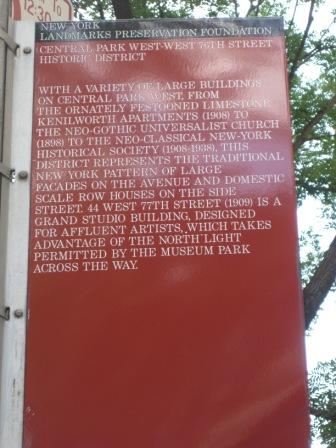 12:3.70
NEW YORK
LANDMARKS PRESERVATION FOUNDATION
CENTRAL PARK WEST-WEST 76TH STREET
HISTORIC DISTRICT
WITH A VARIETY OF LARGE BUILDINGS
ON CENTRAL PARK WEST, FROM
THE ORNATELY FESTOONED LIMESTONE
KENILWORTH APARTMENTS (1908) TO
THE NEO-GOTHIC UNIVERSALIST CHURCH
(1898) TO THE NEO-CLASSICAL NEW-YORK
HISTORICAL SOCIETY (1908-1938), THIS
DISTRICT REPRESENTS THE TRADITIONAL
NEW YORK PATTERN OF LARGE
FACADES ON THE AVENUE AND DOMESTIC
SCALE ROW HOUSES ON THE SIDE
STREET. 44 WEST 77TH STREET (1909) IS A
GRAND STUDIO BUILDING, DESIGNED
FOR AFFLUENT ARTISTS, WHICH TAKES
ADVANTAGE OF THE NORTH LIGHT
PERMITTED BY THE MUSEUM PARK
ACROSS THE WAY.